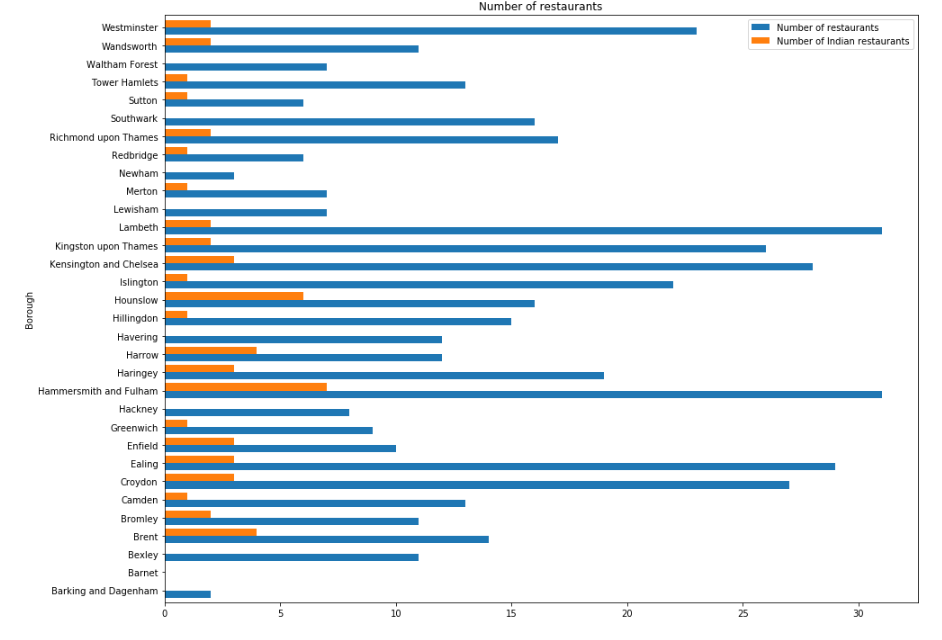 Number of restaurants
Number of restaurants
Number of Indian restaurants
Borough
Westminster
Wandsworth
Waltham Forest
Tower Hamlets
Sutton
Southwark
Richmond upon Thames
Redbridge
Newham
Merton
Lewisham
Lambeth
Kingston upon Thames
Kensington and Chelsea
Islington
Hounslow
Hillingdon
Havering
Harrow
Haringey
Hammersmith and Fulham
Hackney
Greenwich
Enfield
Ealing
Croydon
Camden
Bromley
Brent
Bexley
Barnet
Barking and Dagenham
0 5 10 15 20 25 30